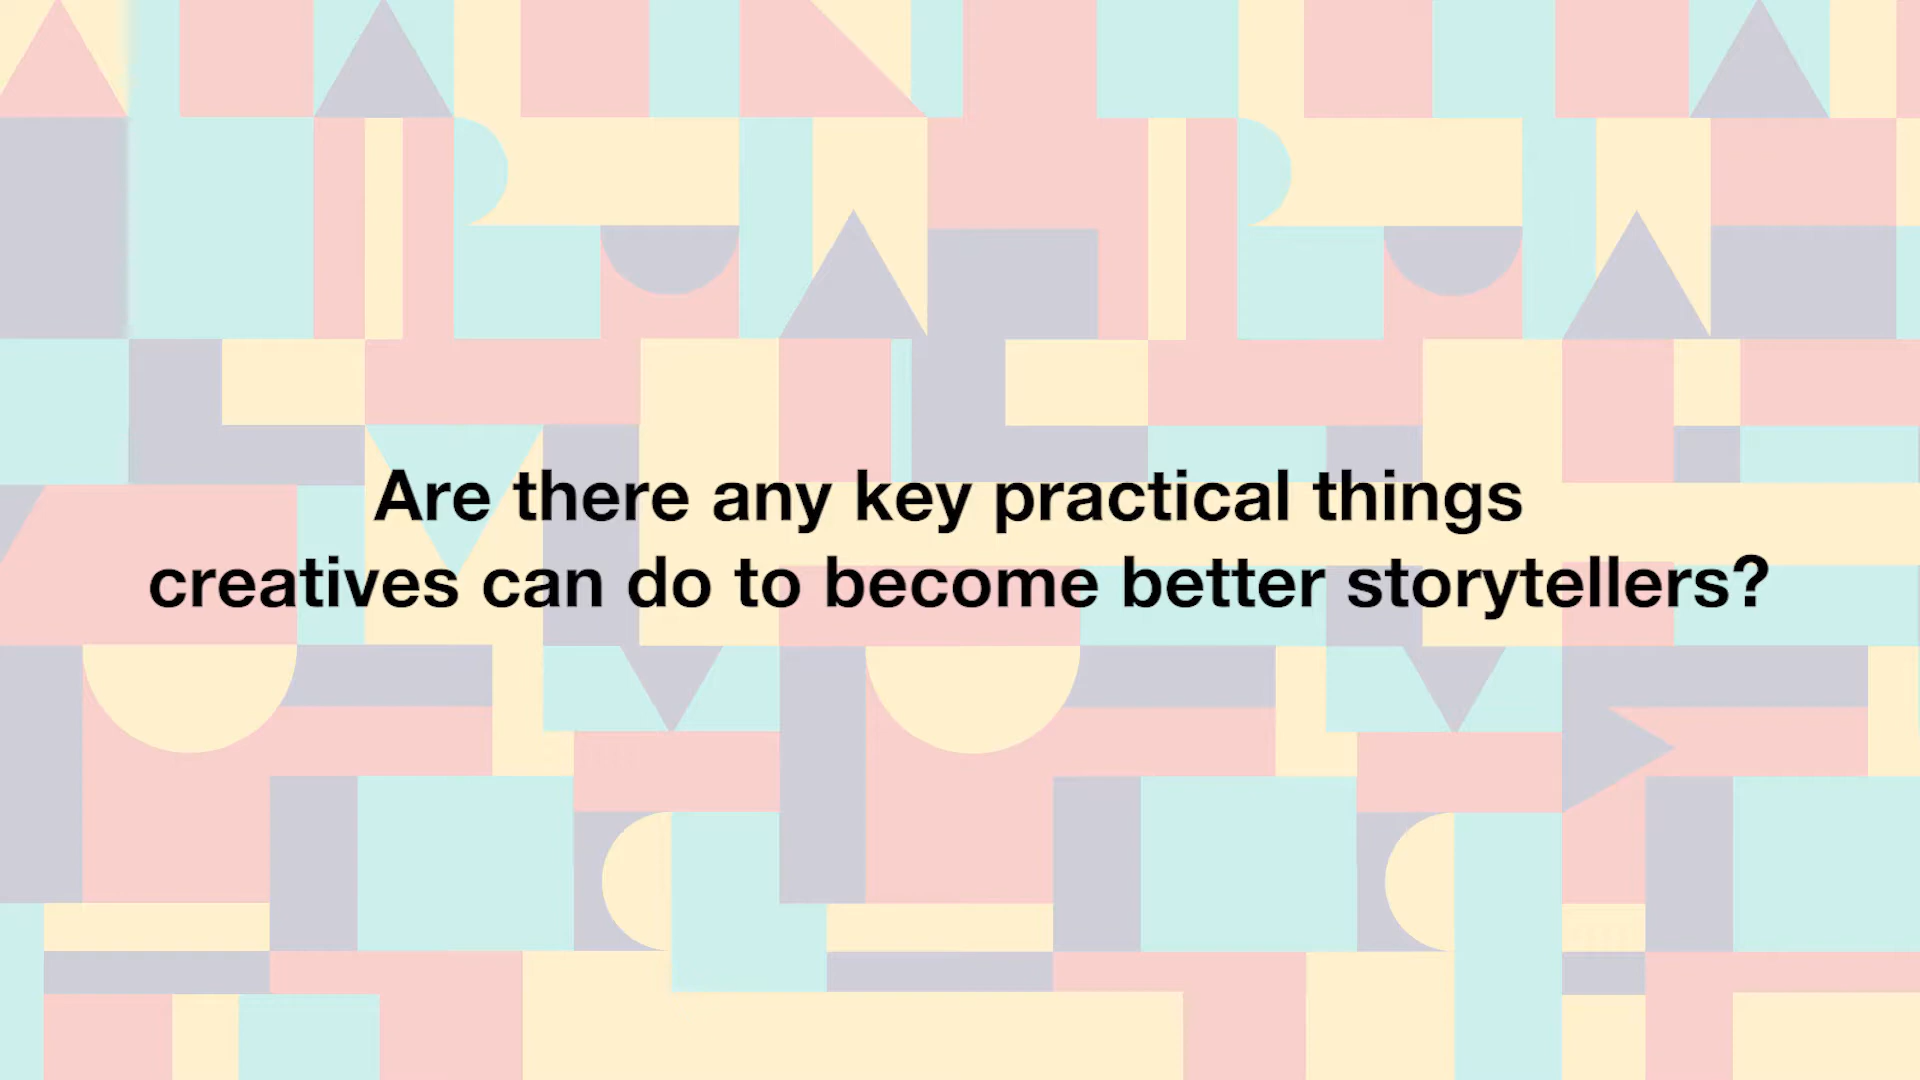 Are there any key practical things
creatives can do to become better storytellers?